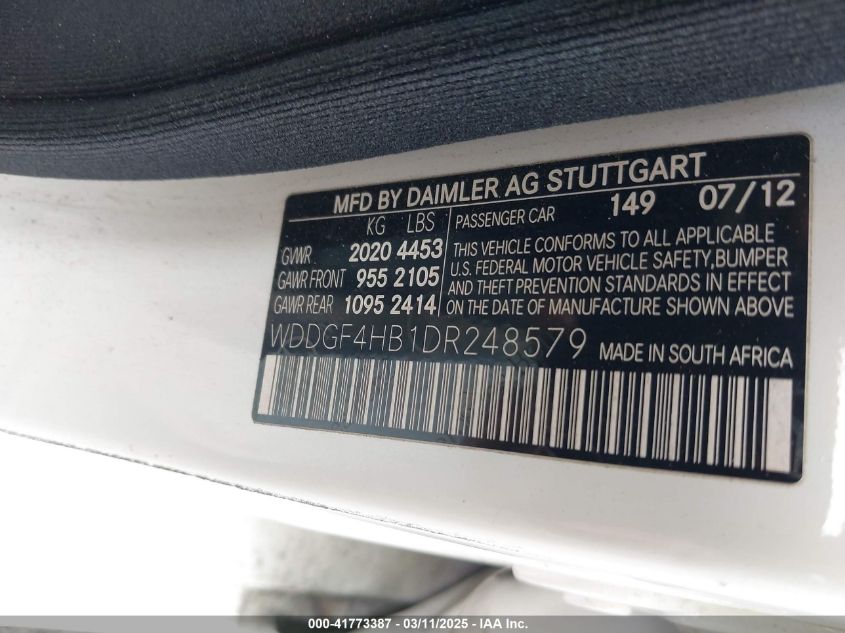 MFD BY DAIMLER AG STUTTGART
KG LBS PASSENGER CAR 149 07/12
GVWR 2020 4453 THIS VEHICLE CONFORMS TO ALL APPLICABLE
GAWR FRONT 955 2105 U.S. FEDERAL MOTOR VEHICLE SAFETY,BUMPER
AND THEFT PREVENTION STANDARDS IN EFFECT
GAWR REAR 1095 2414 ON THE DATE OF MANUFACTURE SHOWN ABOVE
WDDGF4HB1DR248579 MADE IN SOUTH AFRICA
000-41773387 - 03/11/2025 - IAA Inc.